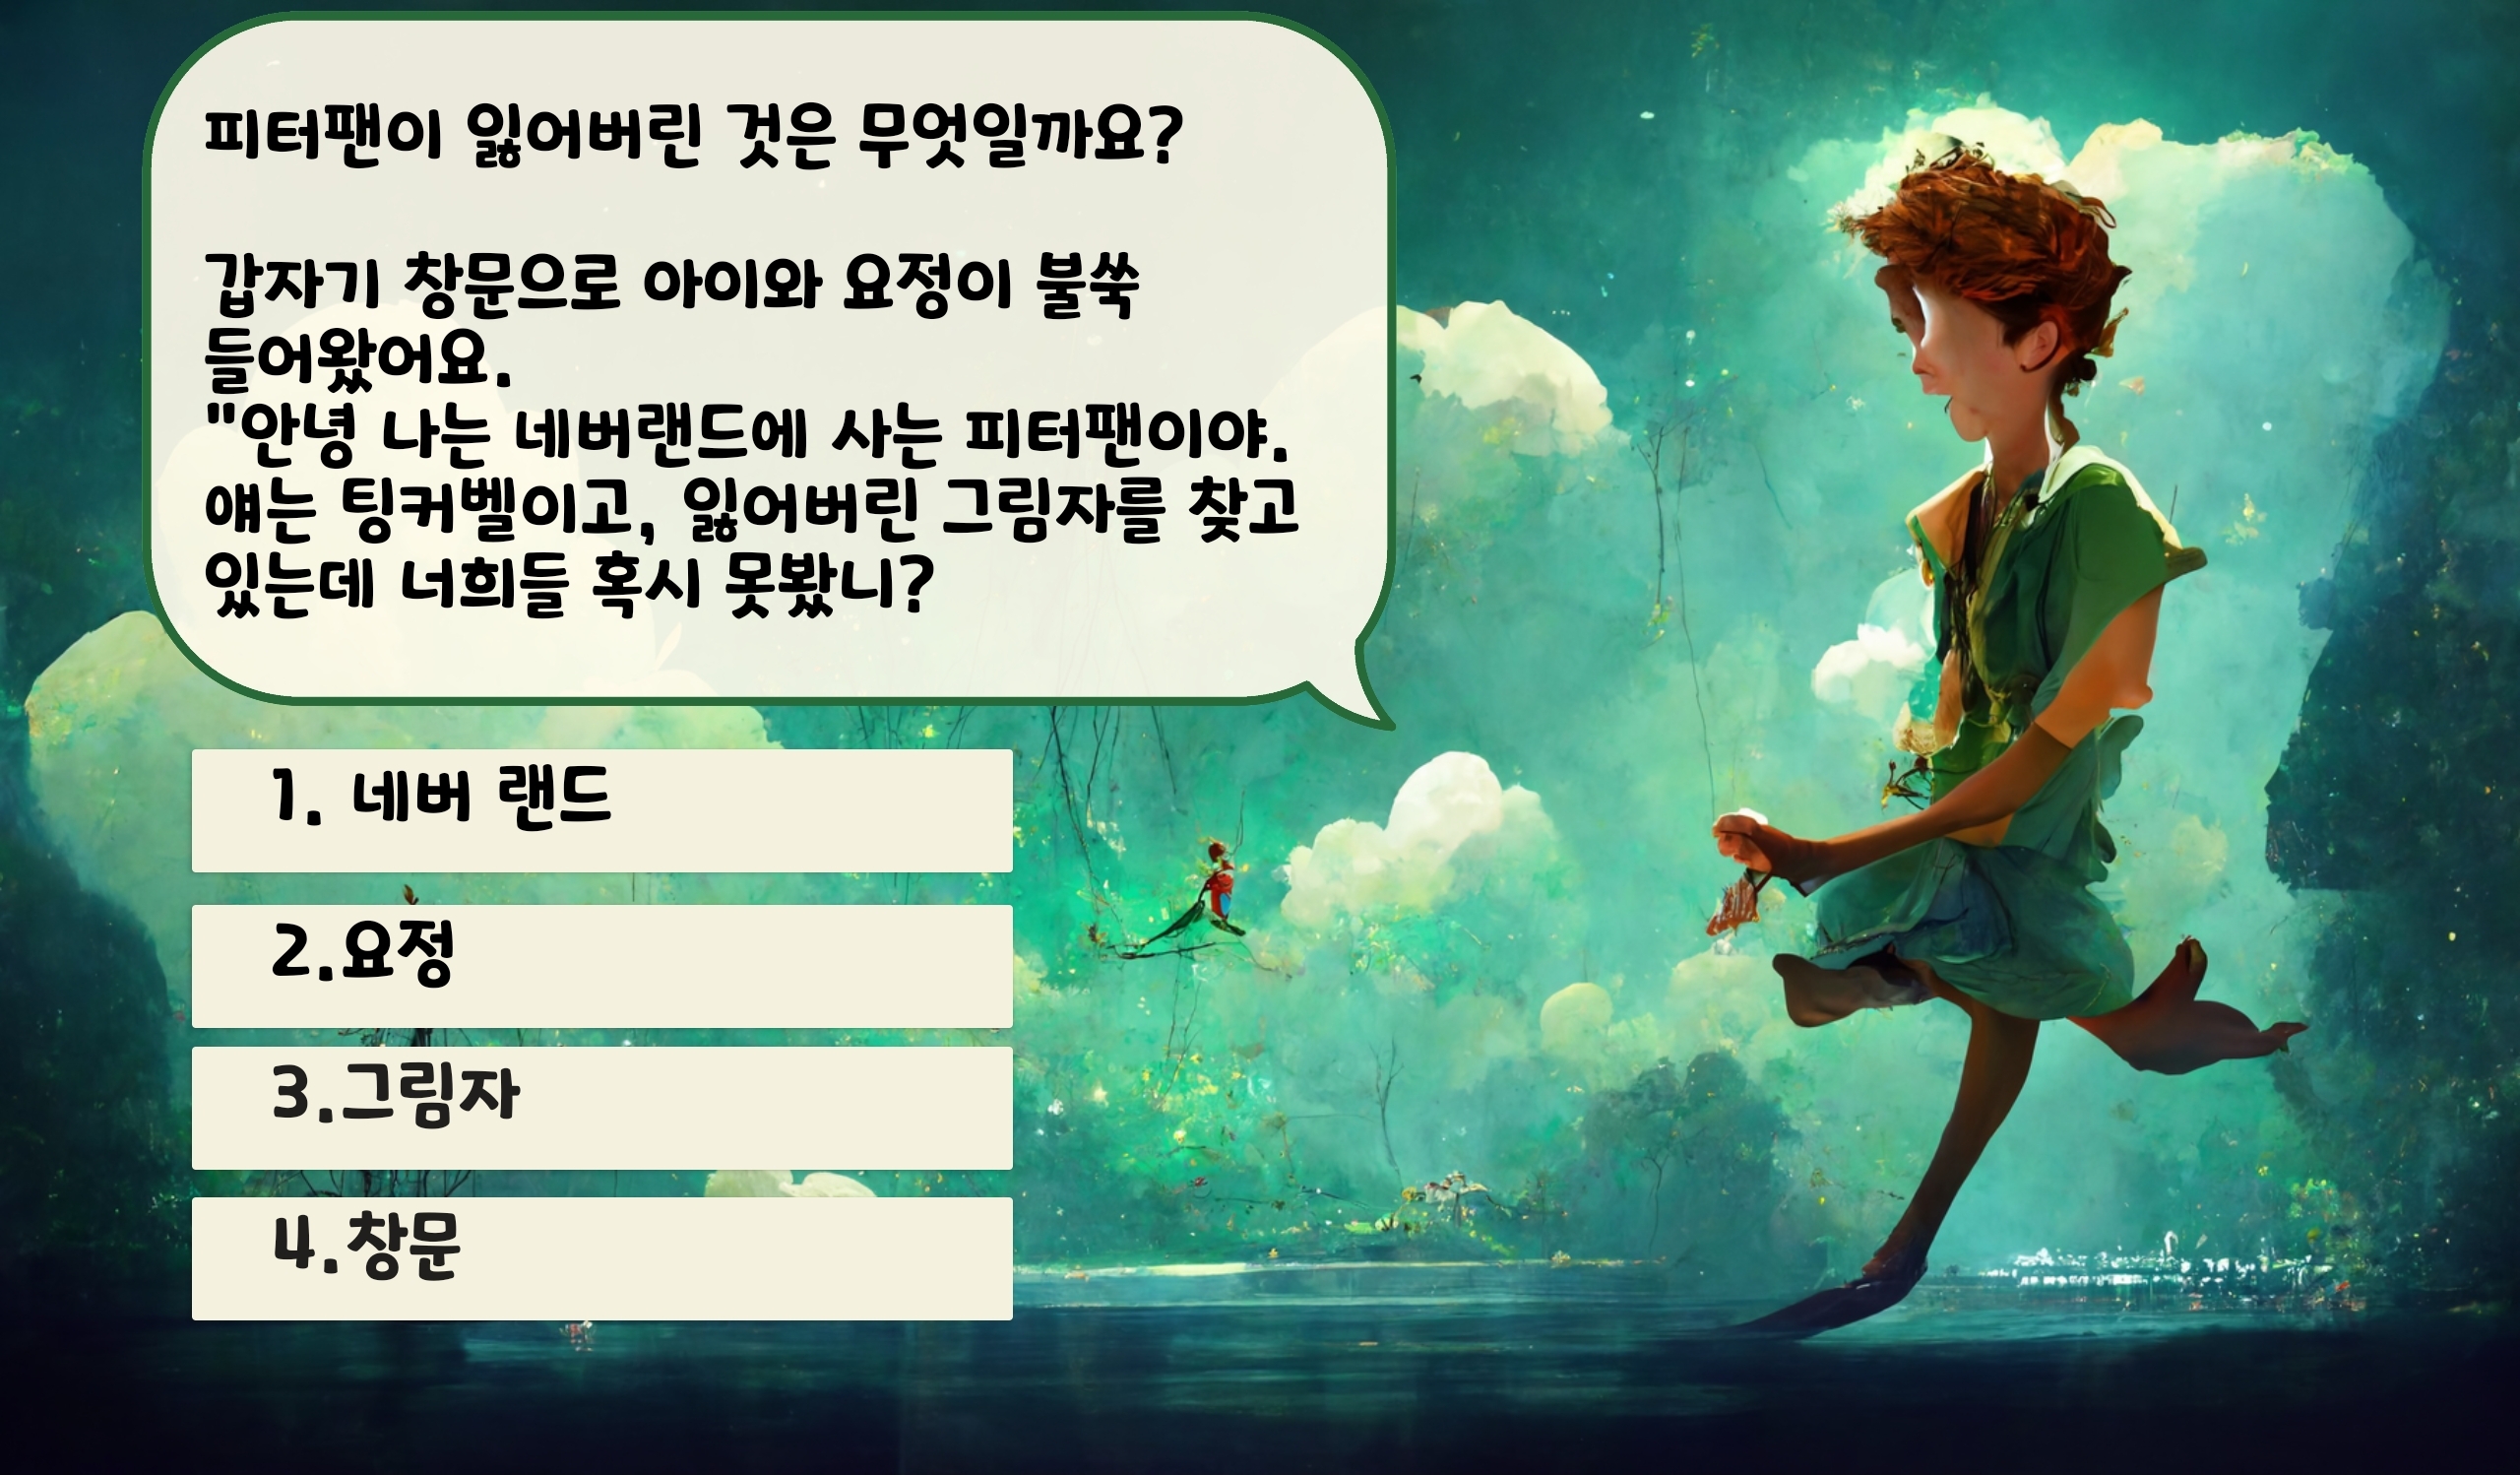 피터팬이 잃어버린 것은 무엇일까요?
갑자기 창문으로 아이와 요정이 불쑥
들어왔어요.
"안녕 나는 네버랜드에 사는 피터팬이야.
얘는 팅커벨이고, 잃어버린 그림자를 찾고
있는데 너희들 혹시 못봤니?
1. 네버 랜드
2.요정
3.그림자
4.창문